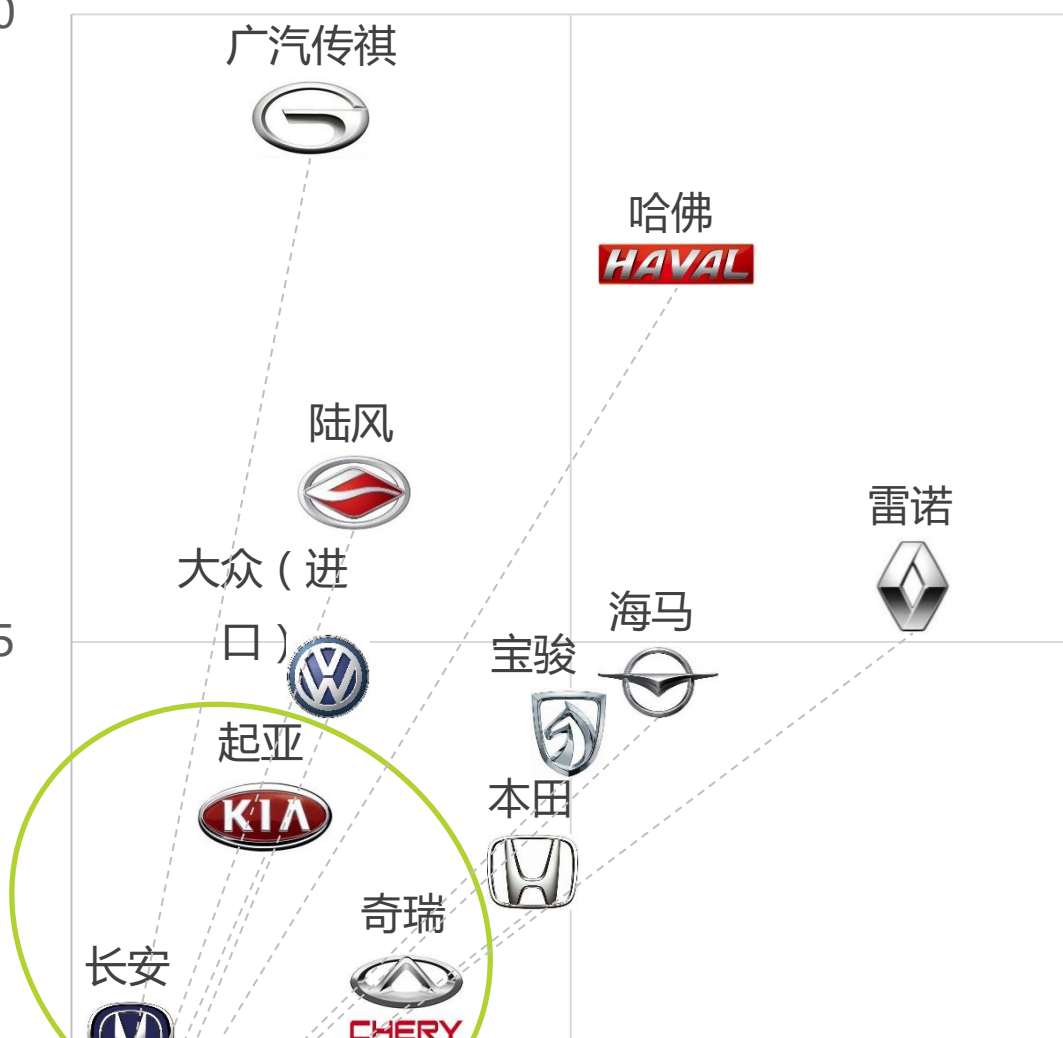 0
广汽传祺
哈佛
HAVAL
陆风
雷诺
大众（进
口）
海马
5
宝骏
起亚
KIA
本田
奇瑞
长安
CHERY